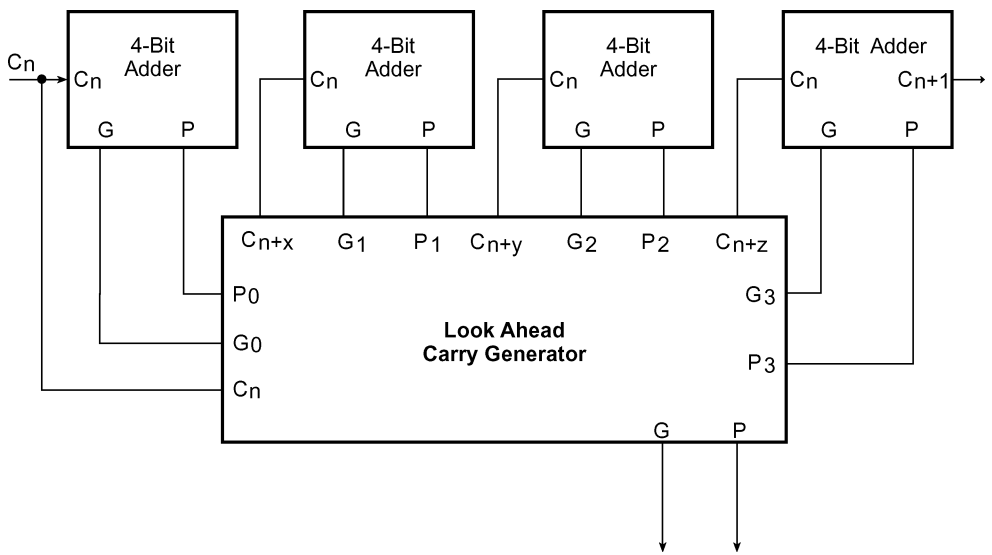 Cn
4-Bit
Adder
Cn
G P
4-Bit
Adder
Cn
G P
4-Bit
Adder
Cn
G P
4-Bit Adder
Cn Cn+1
G P
Cn+x G1 P1 Cn+y G2 P2 Cn+z
P0
G0
Cn
Look Ahead
Carry Generator
G3
P3
G P